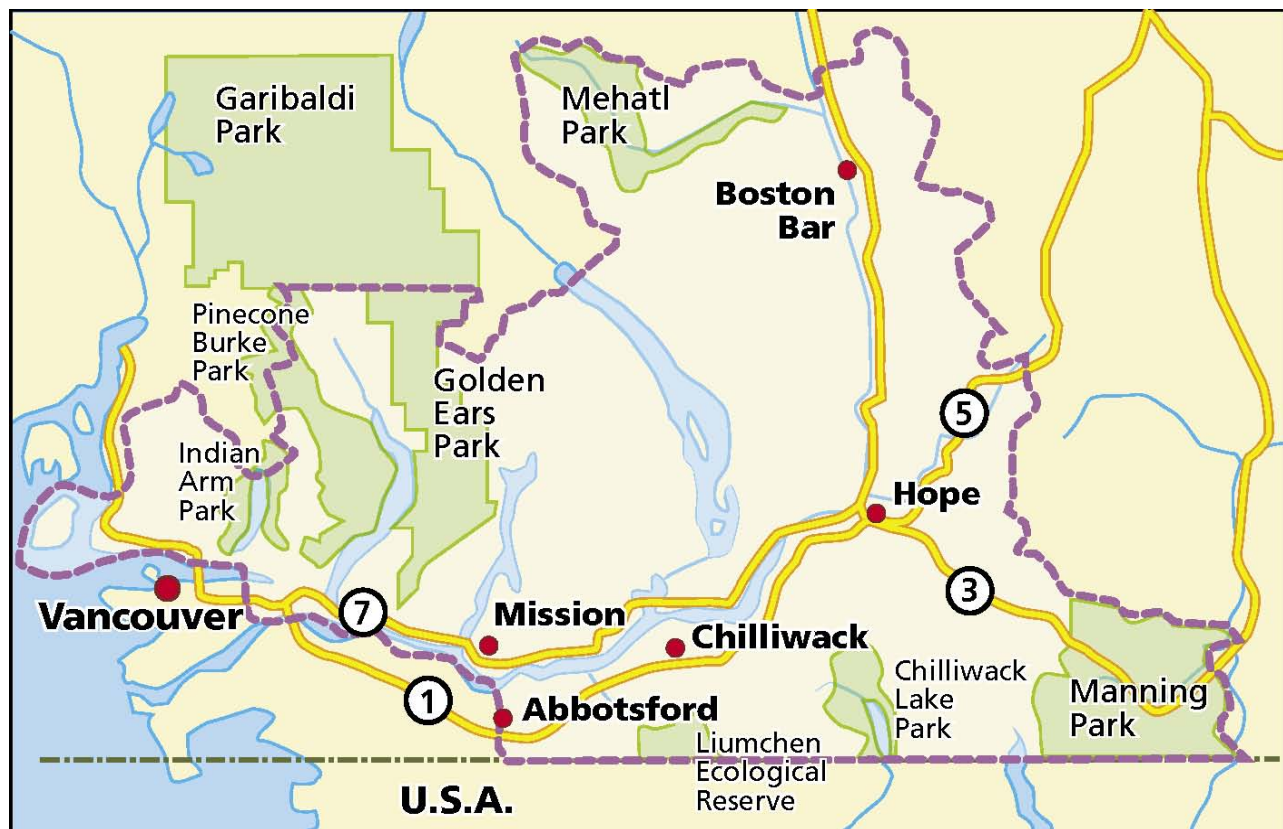 Garibaldi
Park
Mehatl
Park
Boston
Bar
Pinecone
Burke
Park
Golden
Ears
Park
Indian
Arm
Park
5
Hope
3
Vancouver
7
Mission
Chilliwack
1
Abbotsford
Chilliwack
Lake
Park
Manning
Park
Liumchen
Ecological
Reserve
U.S.A.